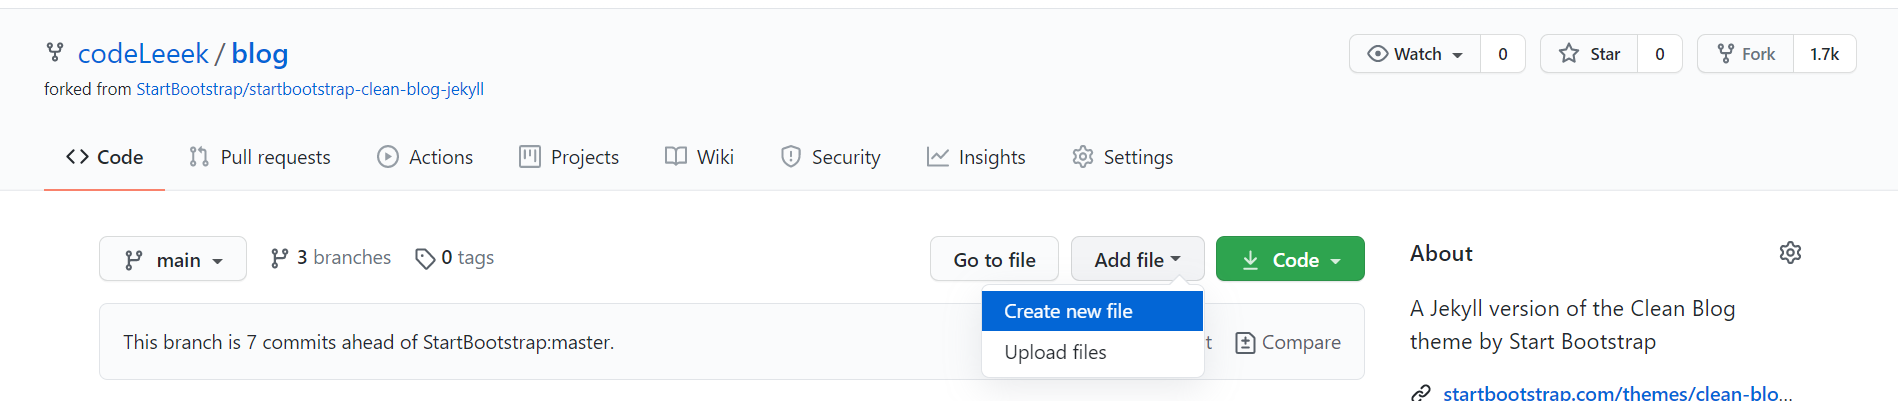 codeLeeek / blog
Watch 0 Star 0 Fork 1.7k
forked from StartBootstrap/startbootstrap-clean-blog-jekyll
Code Pull requests Actions Projects Wiki Security Insights Settings
main 3 branches 0 tags Go to file Add file Code
About
Create new file
Upload files
This branch is 7 commits ahead of StartBootstrap:master.
t Compare
A Jekyll version of the Clean Blog
theme by Start Bootstrap
startbootstrap.com/themes/clean-blo...